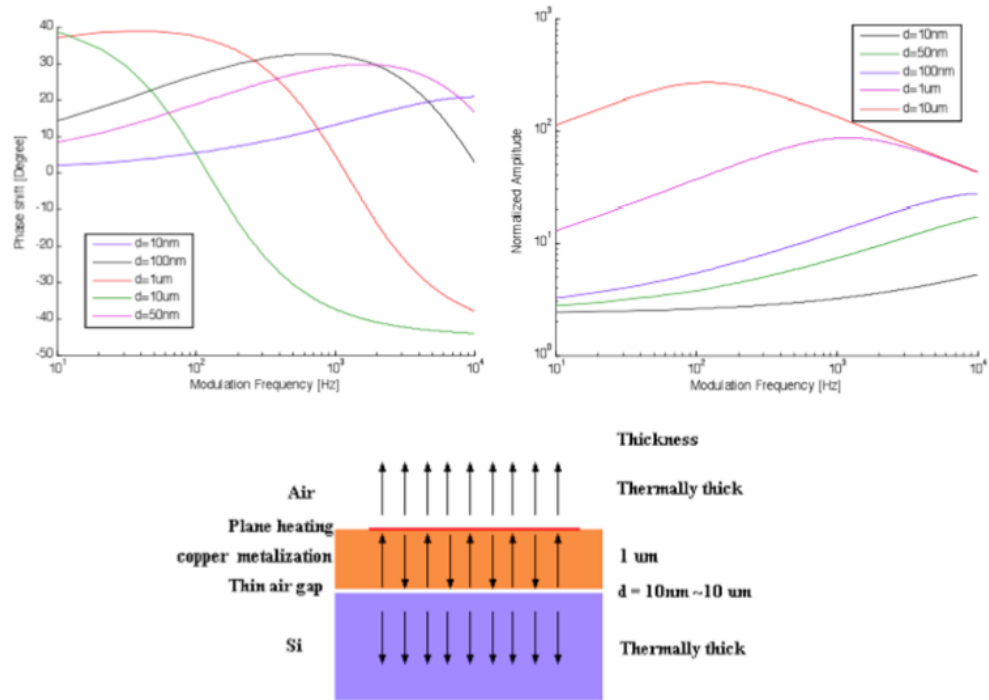 40
30
20
10
0
-10
-20
-30
-40
-50
Phase shift [Degree]
d=10nm
d=100nm
d=1um
d=10um
d=50nm
10^1
10^2
10^3
10^4
Modulation Frequency [Hz]
10^3
10^2
10^1
10^0
Normalized Amplitude
d=10nm
d=50nm
d=100nm
d=1um
d=10um
10^1
10^2
10^3
10^4
Modulation Frequency [Hz]
Thickness
Air
Thermally thick
Plane heating
copper metalization
1 um
Thin air gap
d = 10nm ~10 um
Si
Thermally thick